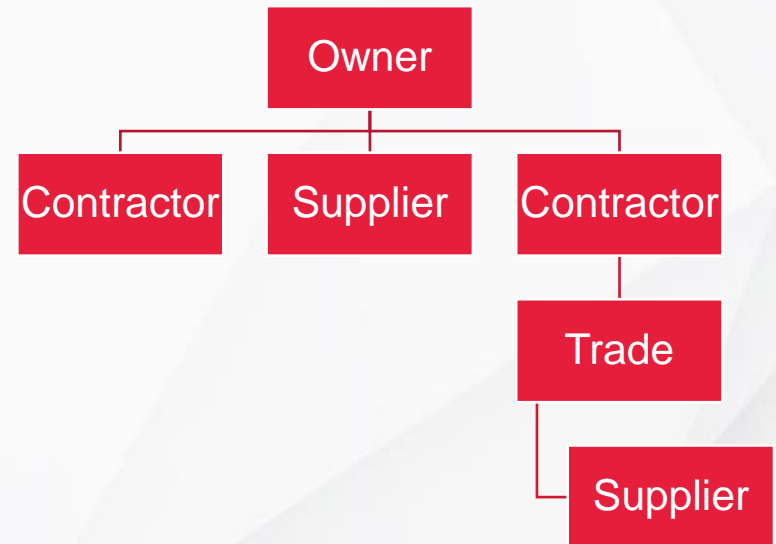 Owner
Contractor
Supplier
Contractor
Trade
Supplier